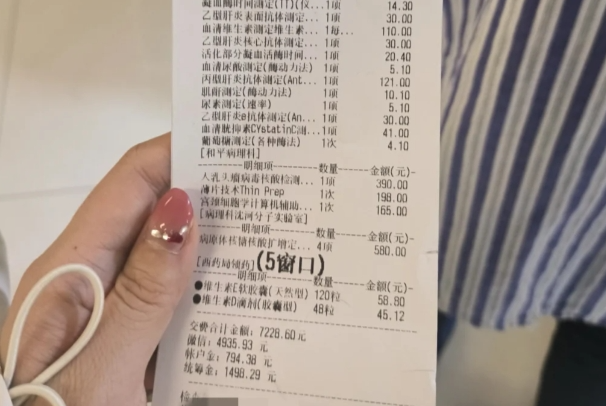 凝血酶时间测定(TT)(仪...1项 14.30
乙型肝炎表面抗体测定... 1项 30.00
血清维生素测定维生素... 1每... 110.00
乙型肝炎核心抗体测定... 1项 30.00
活化部分凝血活酶时间... 1项 20.40
血清尿酸测定(酶动力法) 1项 5.10
丙型肝炎抗体测定(Ant... 1项 121.00
肌酐测定(酶动力法) 1项 10.10
尿素测定(速率) 1项 5.10
乙型肝炎e抗体测定(An... 1项 30.00
血清胱抑素CYstatinC测... 1项 41.00
葡萄糖测定(各种酶法) 1次 4.10
[和平病理科]
明细项 数量 金额(元)
人乳头瘤病毒核酸检测... 1项 390.00
薄片技术Thin Prep 1次 198.00
宫颈细胞学计算机辅助... 1次 165.00
[病理科沈河分子实验室]
明细项 数量 金额(元)
病原体核酸扩增定... 4项 580.00
[西药局领药](5窗口)
明细项 数量 金额(元)
●维生素E软胶囊(天然型) 120粒 58.80
●维生素D滴剂(胶囊型) 48粒 45.12
交费合计金额: 7228.60元
微信: 4935.93 元
帐户金: 794.38 元
统筹金: 1498.29 元